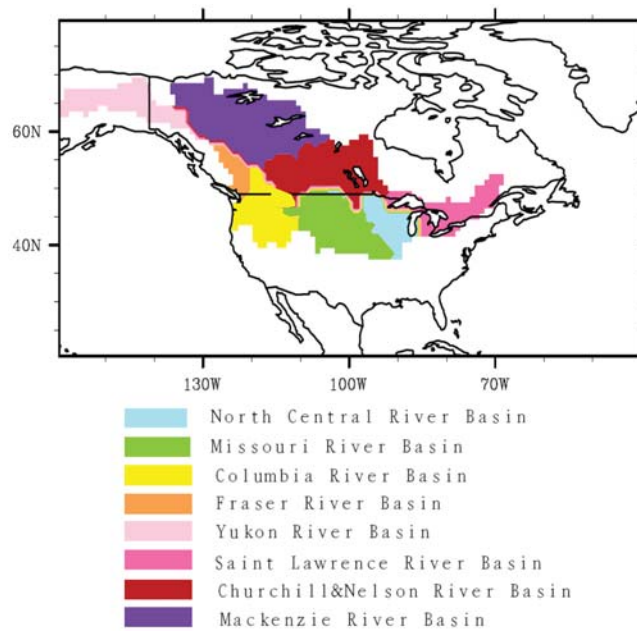 60N
40N
130W 100W 70W
North Central River Basin
Missouri River Basin
Columbia River Basin
Fraser River Basin
Yukon River Basin
Saint Lawrence River Basin
Churchill&Nelson River Basin
Mackenzie River Basin